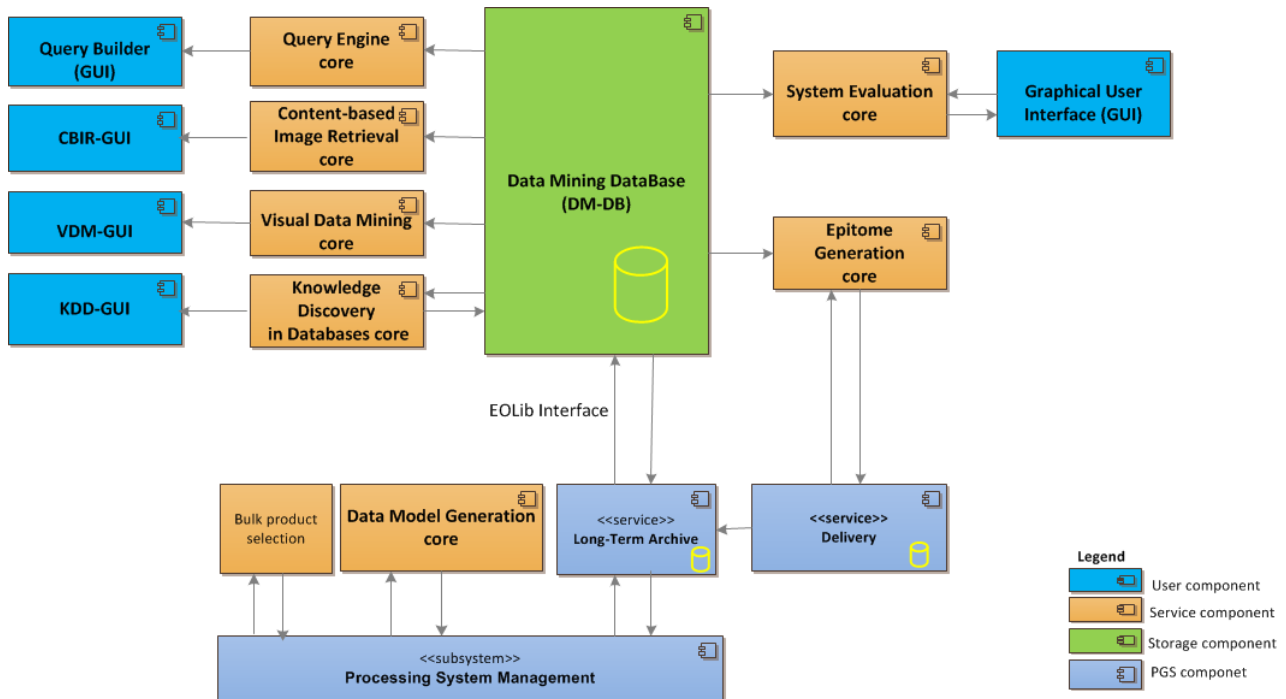 Query Builder
(GUI)
Query Engine
core
CBIR-GUI
Content-based
Image Retrieval
core
VDM-GUI
Visual Data Mining
core
KDD-GUI
Knowledge
Discovery
in Databases core
Data Mining DataBase
(DM-DB)
System Evaluation
core
Graphical User
Interface (GUI)
Epitome
Generation
core
EOLib Interface
Bulk product
selection
Data Model Generation
core
<<service>>
Long-Term Archive
<<service>>
Delivery
<<subsystem>>
Processing System Management
Legend
User component
Service component
Storage component
PGS componet